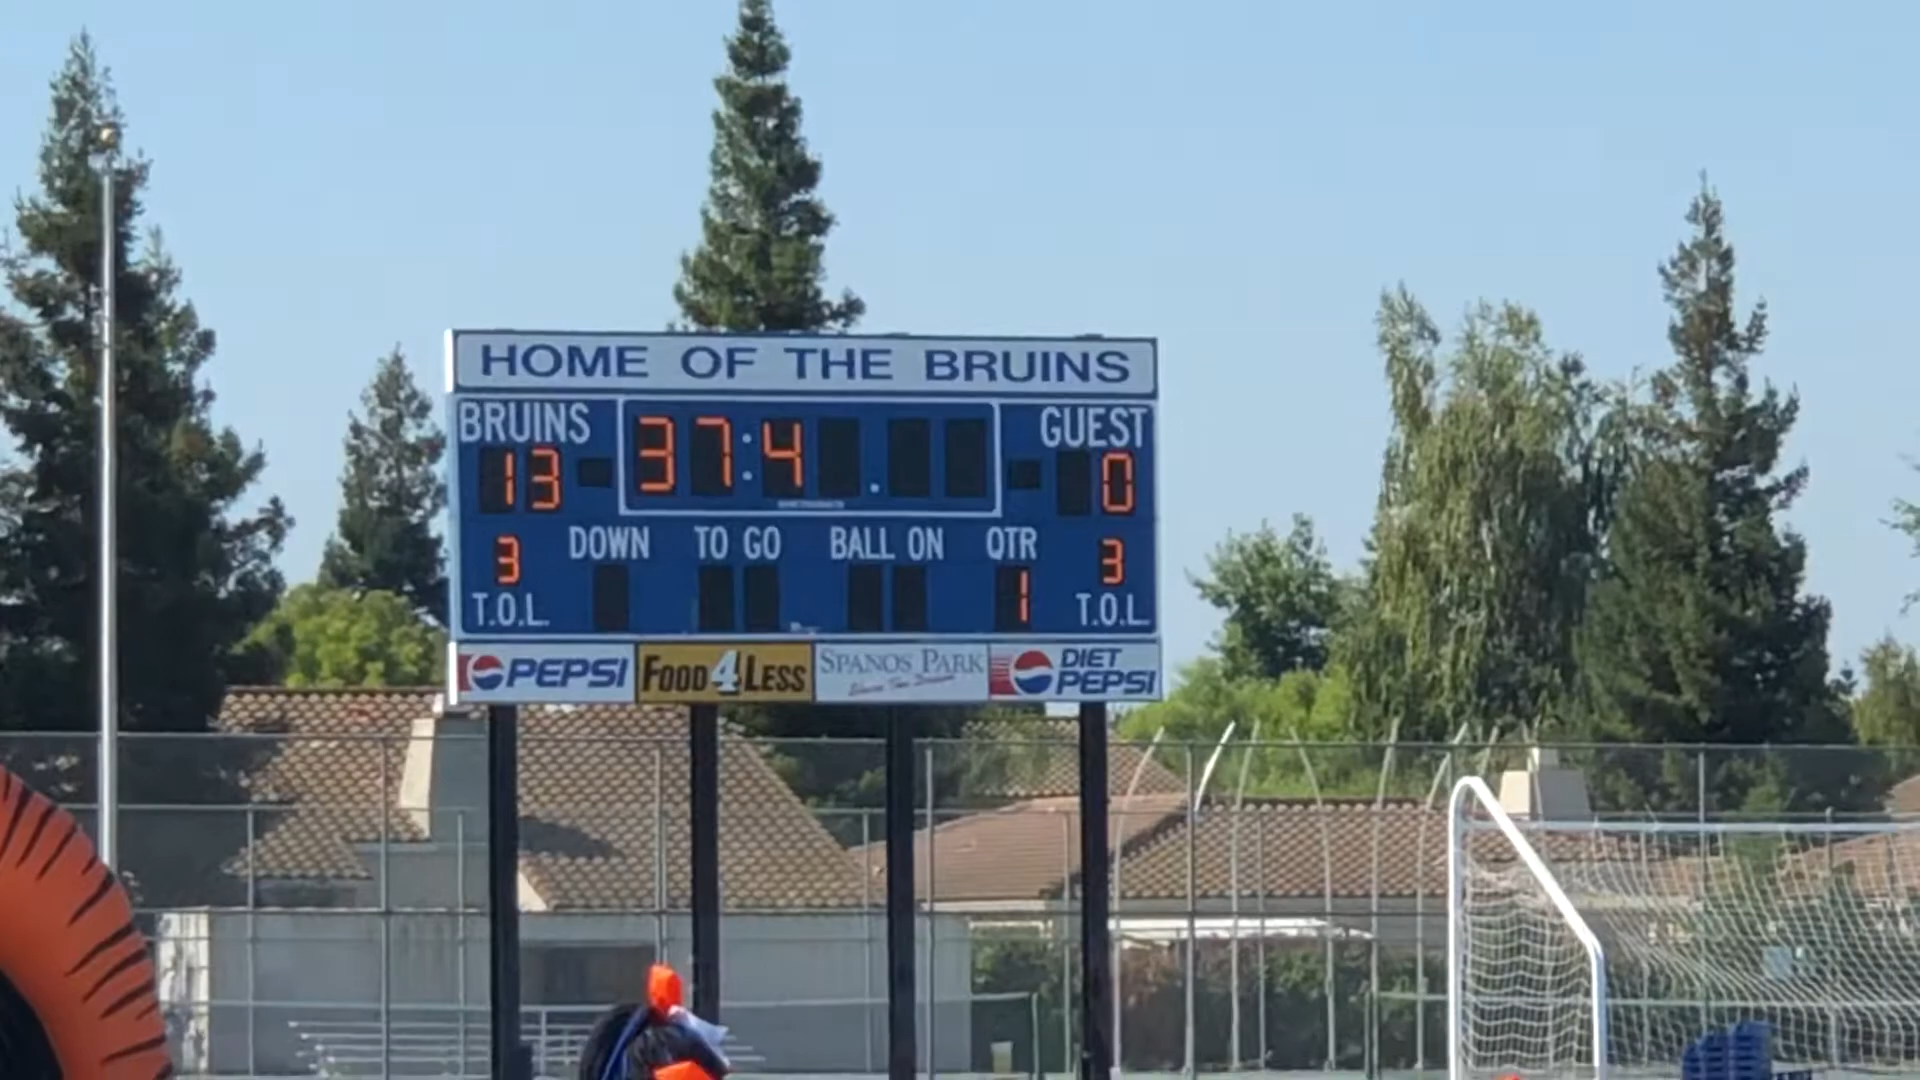 HOME OF THE BRUINS
BRUINS 37:4 . GUEST
13 0
3 DOWN TO GO BALL ON QTR 3
T.O.L. 1 T.O.L.
PEPSI FOOD 4 LESS SPANOS PARK DIET PEPSI